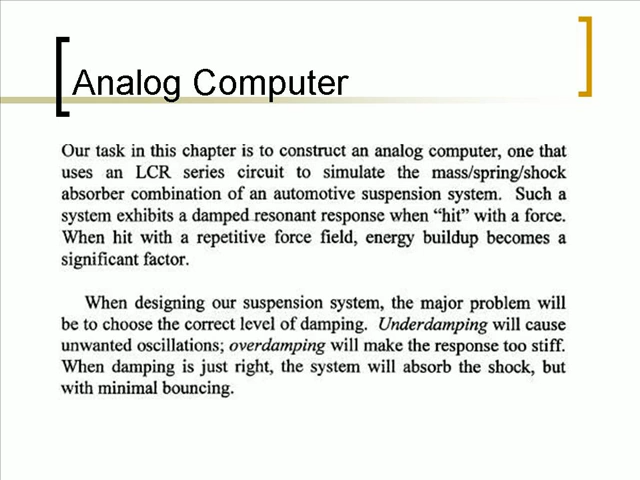 Analog Computer
Our task in this chapter is to construct an analog computer, one that
uses an LCR series circuit to simulate the mass/spring/shock
absorber combination of an automotive suspension system. Such a
system exhibits a damped resonant response when “hit” with a force.
When hit with a repetitive force field, energy buildup becomes a
significant factor.
When designing our suspension system, the major problem will
be to choose the correct level of damping. Underdamping will cause
unwanted oscillations; overdamping will make the response too stiff.
When damping is just right, the system will absorb the shock, but
with minimal bouncing.